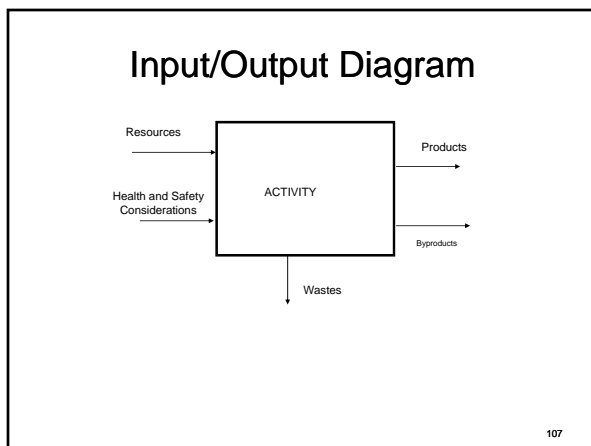 Input/Output Diagram
Resources
Products
Health and Safety
Considerations
ACTIVITY
Byproducts
Wastes
107